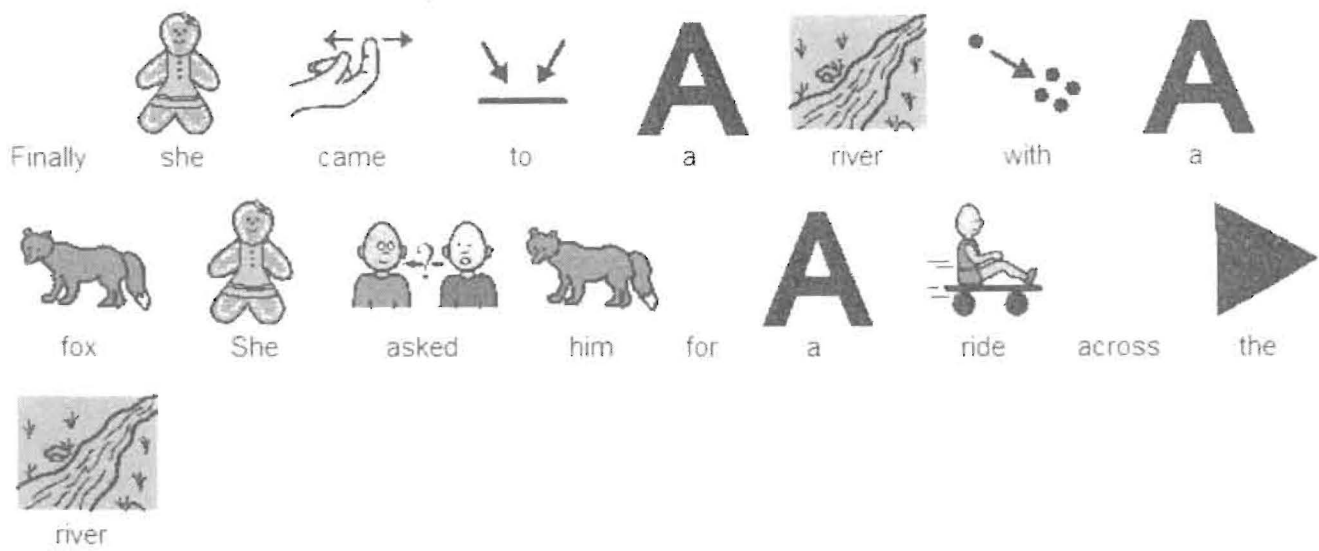 Finally she came to a river with a
fox She asked him for a ride across the
river